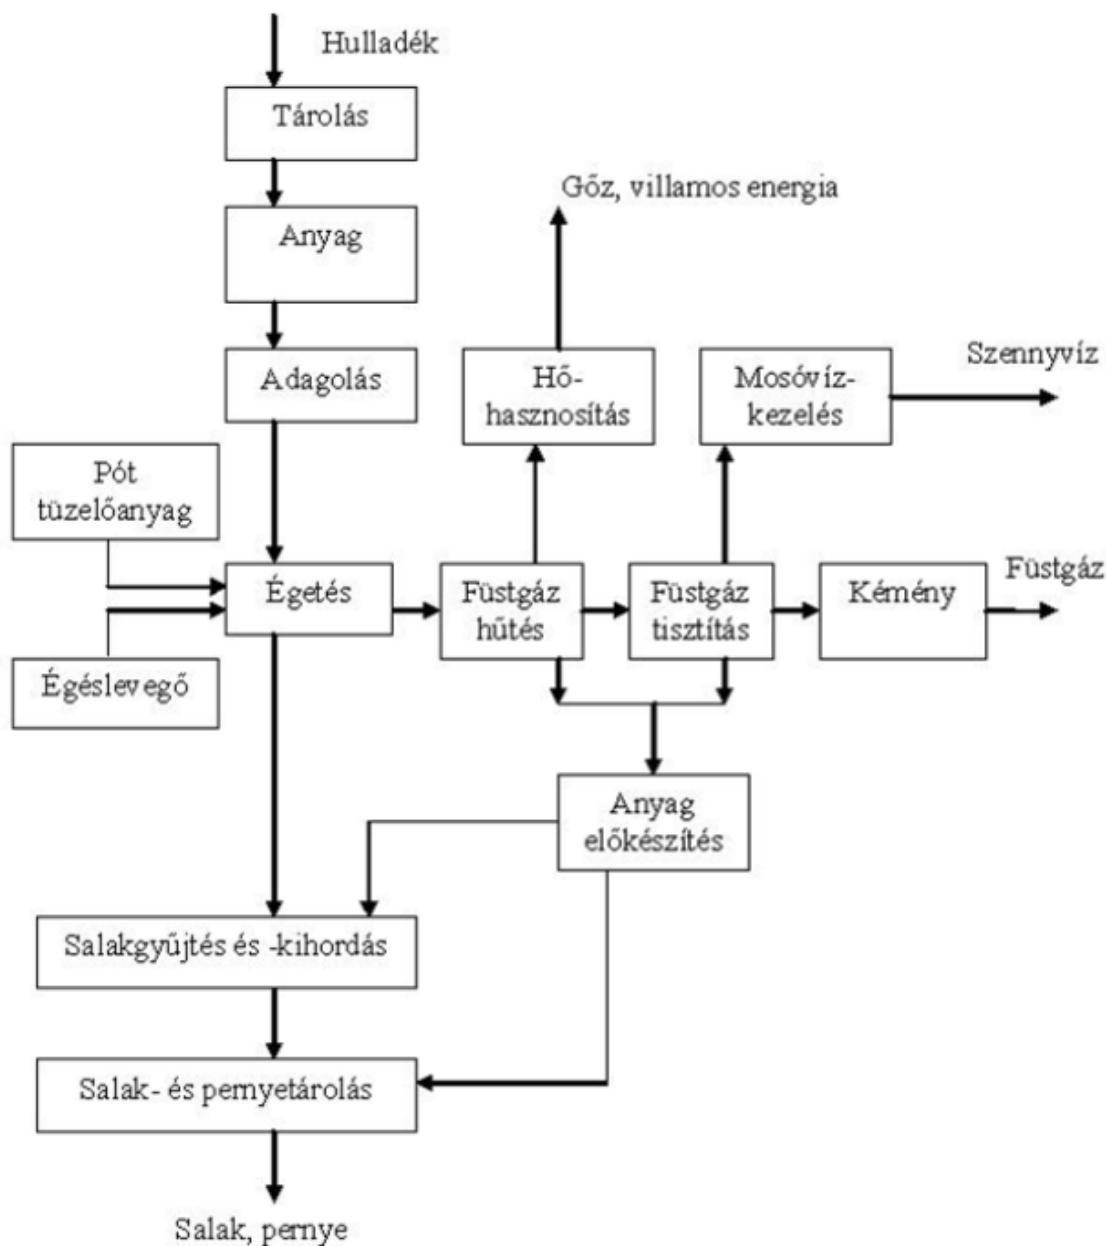 Hulladék
Tárolás
Gőz, villamos energia
Anyag
Adagolás
Hő-
hasznosítás
Mosóvíz-
kezelés
Szennyvíz
Pót
tüzelőanyag
Égetés
Füstgáz
hűtés
Füstgáz
tisztítás
Kémény
Füstgáz
Égéslevegő
Anyag
előkészítés
Salakgyűjtés és -kihordás
Salak- és pernyetárolás
Salak, pernye